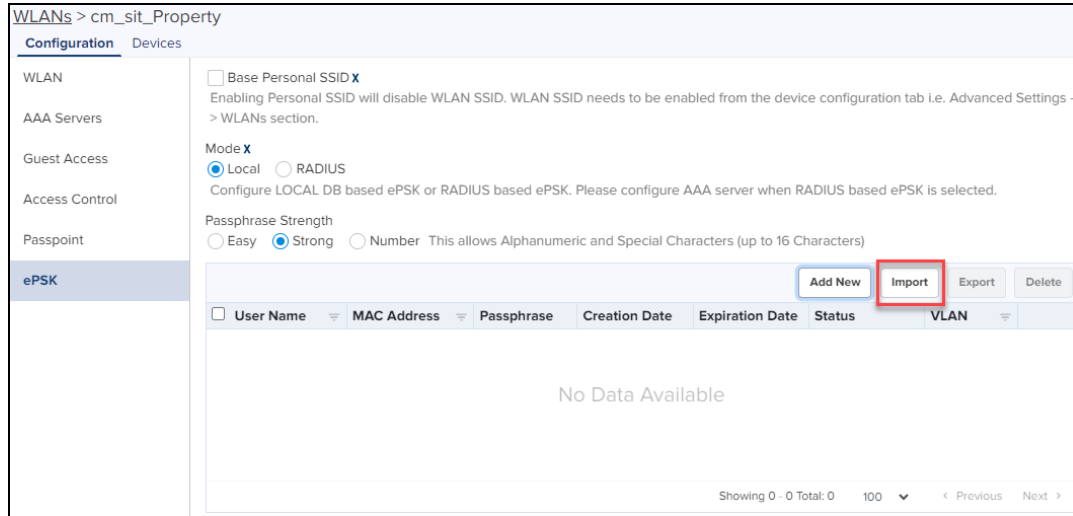 WLANs > cm_sit_Property
Configuration Devices
WLAN
AAA Servers
Guest Access
Access Control
Passpoint
ePSK
Base Personal SSID X
Enabling Personal SSID will disable WLAN SSID. WLAN SSID needs to be enabled from the device configuration tab i.e. Advanced Settings -
> WLANs section.
Mode X
Local RADIUS
Configure LOCAL DB based ePSK or RADIUS based ePSK. Please configure AAA server when RADIUS based ePSK is selected.
Passphrase Strength
Easy Strong Number This allows Alphanumeric and Special Characters (up to 16 Characters)
Add New Import Export Delete
User Name MAC Address Passphrase Creation Date Expiration Date Status VLAN
No Data Available
Showing 0 - 0 Total: 0 100 < Previous Next >